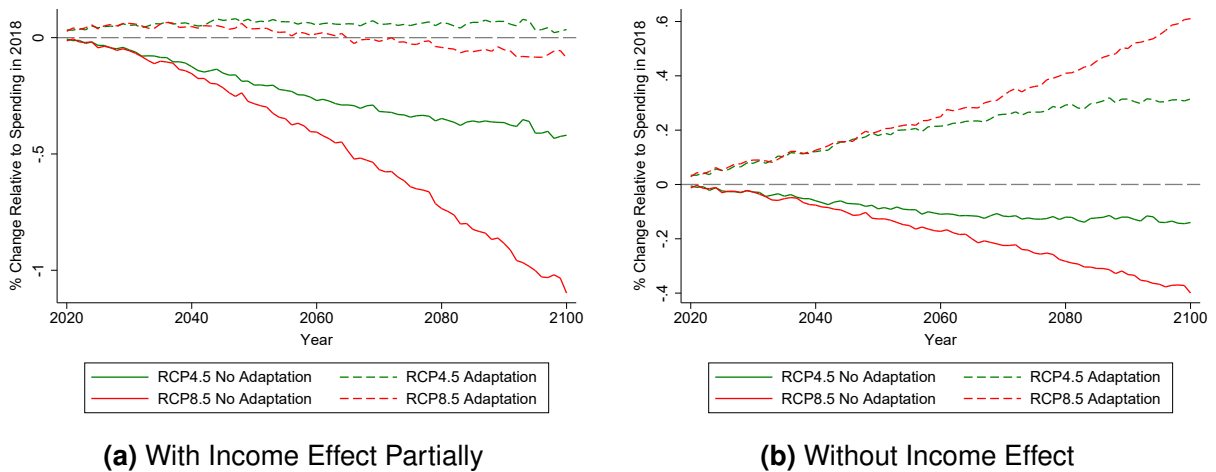 % Change Relative to Spending in 2018
0
-.5
-1
2020 2040 2060 2080 2100
Year
RCP4.5 No Adaptation RCP4.5 Adaptation
RCP8.5 No Adaptation RCP8.5 Adaptation
(a) With Income Effect Partially
% Change Relative to Spending in 2018
.6
.4
.2
0
-.2
-.4
2020 2040 2060 2080 2100
Year
RCP4.5 No Adaptation RCP4.5 Adaptation
RCP8.5 No Adaptation RCP8.5 Adaptation
(b) Without Income Effect